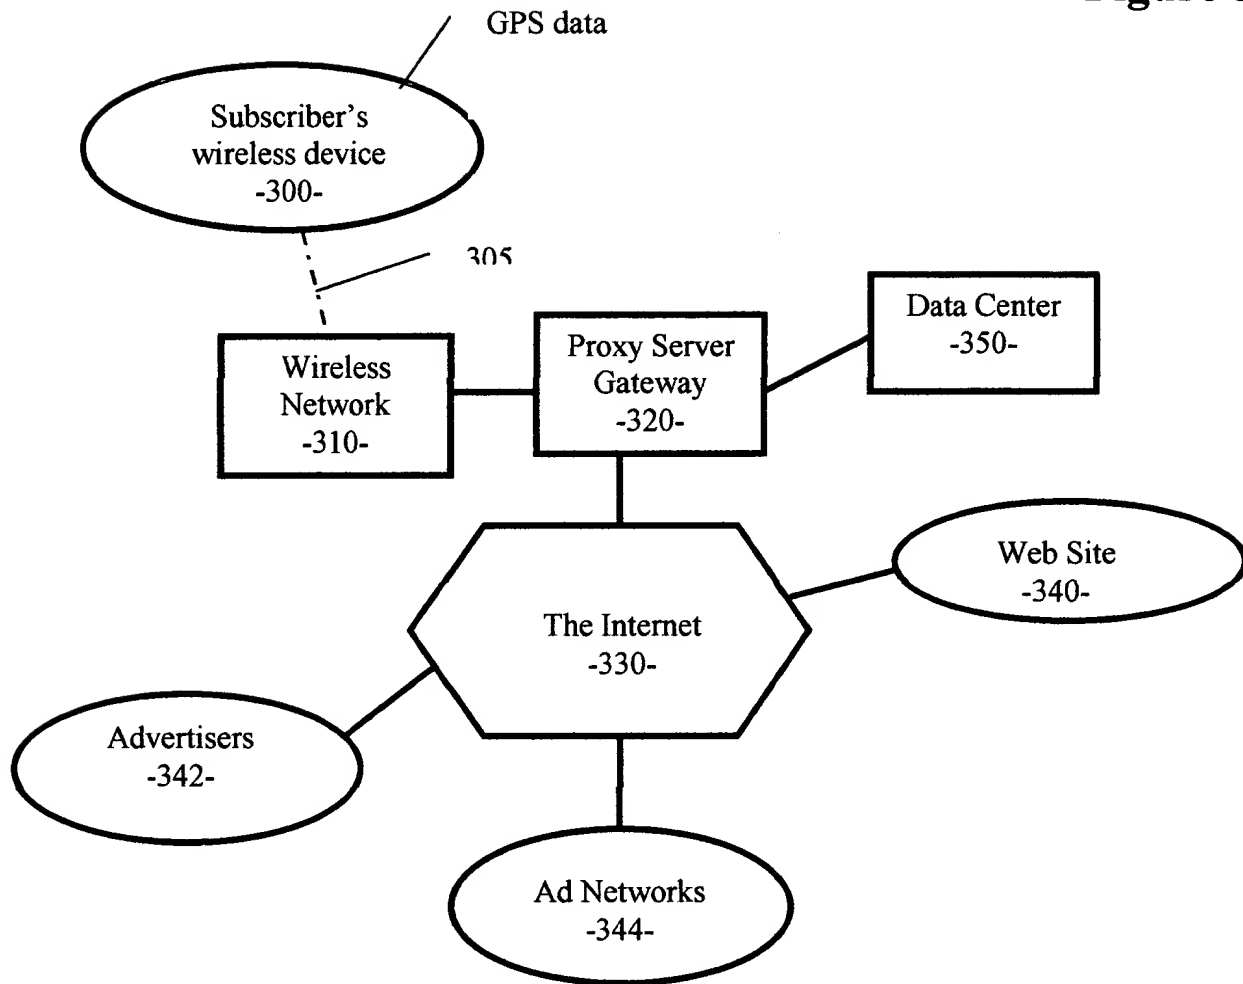 GPS data
Subscriber's
wireless device
-300-
305
Data Center
-350-
Proxy Server
Gateway
-320-
Wireless
Network
-310-
Web Site
-340-
The Internet
-330-
Advertisers
-342-
Ad Networks
-344-